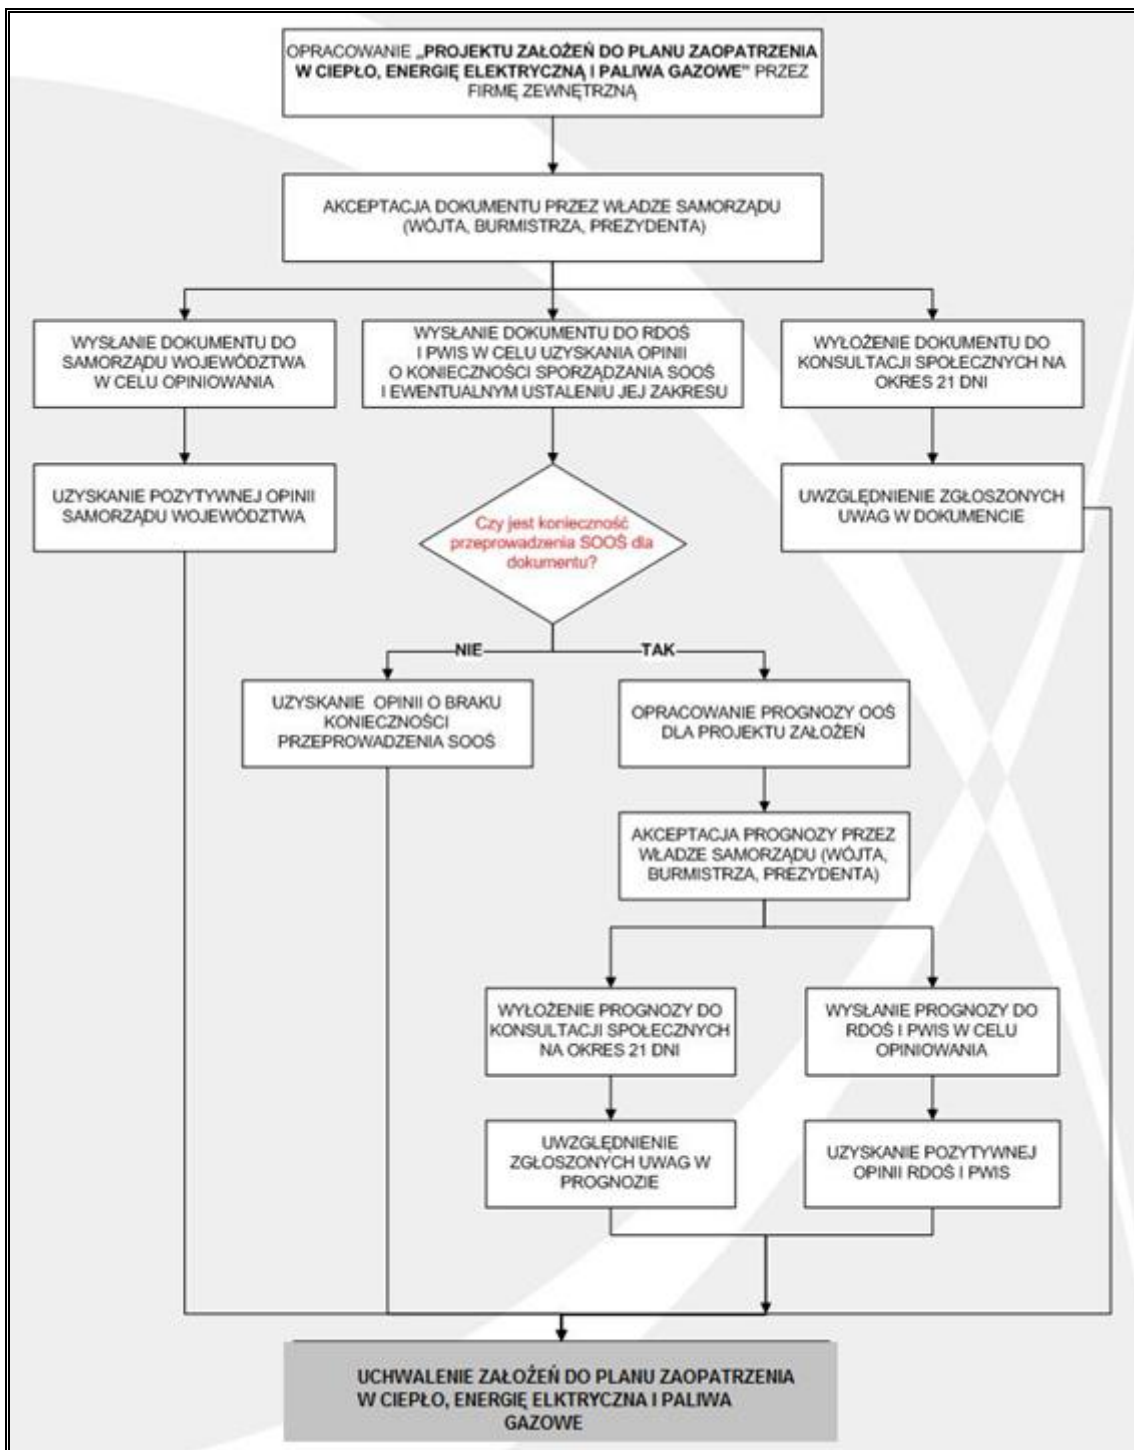 OPRACOWANIE „PROJEKTU ZAŁOŻEŃ DO PLANU ZAOPATRZENIA
W CIEPŁO, ENERGIĘ ELEKTRYCZNĄ I PALIWA GAZOWE” PRZEZ
FIRMĘ ZEWNĘTRZNĄ
AKCEPTACJA DOKUMENTU PRZEZ WŁADZE SAMORZĄDU
(WÓJTA, BURMISTRZA, PREZYDENTA)
WYSŁANIE DOKUMENTU DO
SAMORZĄDU WOJEWÓDZTWA
W CELU OPINIOWANIA
WYSŁANIE DOKUMENTU DO RDOŚ
I PWIS W CELU UZYSKANIA OPINII
O KONIECZNOŚCI SPORZĄDZANIA SOOŚ
I EWENTUALNYM USTALENIU JEJ ZAKRESU
WYŁOŻENIE DOKUMENTU DO
KONSULTACJI SPOŁECZNYCH NA
OKRES 21 DNI
UZYSKANIE POZYTYWNEJ OPINII
SAMORZĄDU WOJEWÓDZTWA
Czy jest konieczność
przeprowadzenia SOOŚ dla
dokumentu?
UWZGLĘDNIENIE ZGŁOSZONYCH
UWAG W DOKUMENCIE
NIE
TAK
UZYSKANIE OPINII O BRAKU
KONIECZNOŚCI
PRZEPROWADZENIA SOOŚ
OPRACOWANIE PROGNOZY OOŚ
DLA PROJEKTU ZAŁOŻEŃ
AKCEPTACJA PROGNOZY PRZEZ
WŁADZE SAMORZĄDU (WÓJTA,
BURMISTRZA, PREZYDENTA)
WYŁOŻENIE PROGNOZY DO
KONSULTACJI SPOŁECZNYCH
NA OKRES 21 DNI
WYSŁANIE PROGNOZY DO
RDOŚ I PWIS W CELU
OPINIOWANIA
UWZGLĘDNIENIE
ZGŁOSZONYCH UWAG W
PROGNOZIE
UZYSKANIE POZYTYWNEJ
OPINII RDOŚ I PWIS
UCHWALENIE ZAŁOŻEŃ DO PLANU ZAOPATRZENIA
W CIEPŁO, ENERGIĘ ELKTRYCZNA I PALIWA
GAZOWE